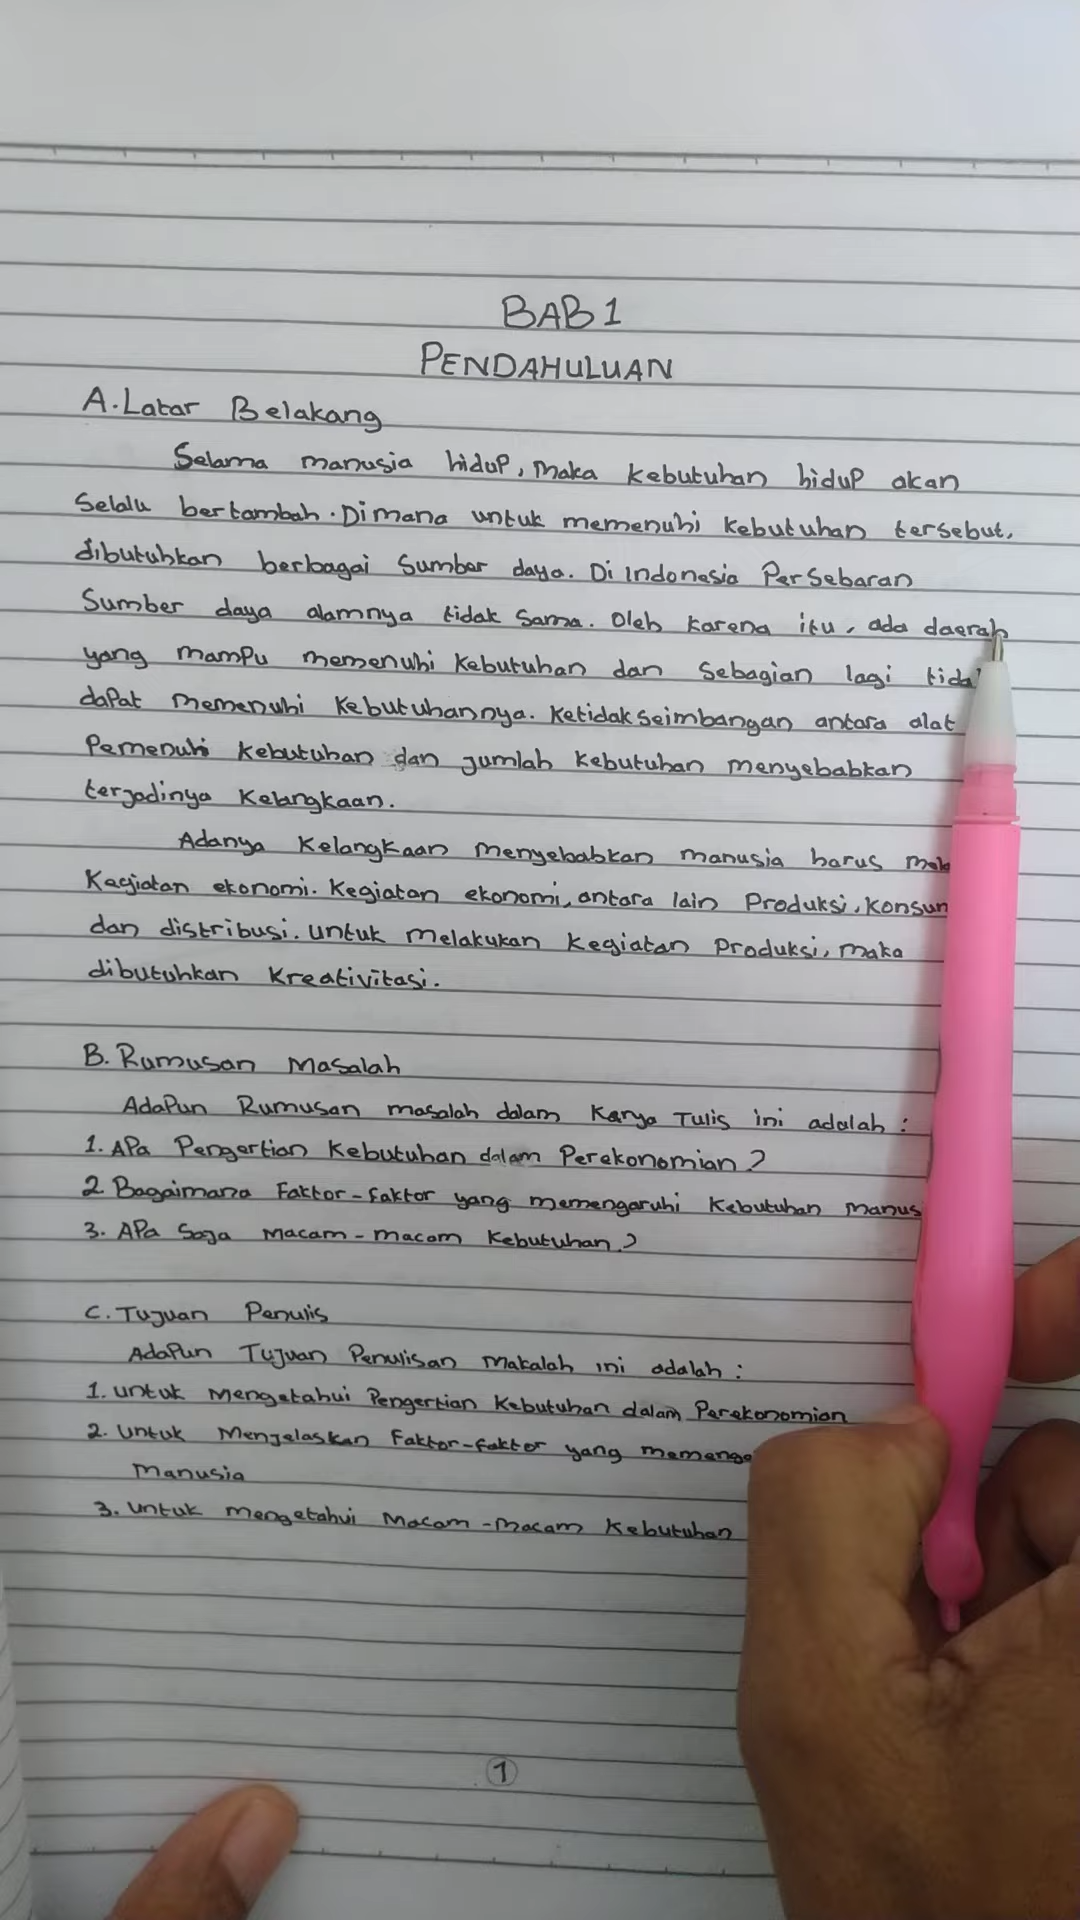 BAB 1
PENDAHULUAN
A. Latar Belakang
Selama manusia hidup, maka kebutuhan hidup akan
Selalu bertambah. Dimana untuk memenuhi kebutuhan tersebut,
dibutuhkan berbagai Sumber daya. Di Indonesia Persebaran
Sumber daya alamnya tidak Sama. Oleh karena itu, ada daerah
yang mampu memenuhi kebutuhan dan Sebagian lagi tida
dapat memenuhi kebutuhannya. Ketidakseimbangan antara alat
Pemenuhi kebutuhan dan jumlah kebutuhan menyebabkan
terjadinya Kelangkaan.
Adanya Kelangkaan menyebabkan manusia harus
Kegiatan ekonomi. Kegiatan ekonomi, antara lain Produksi, Konsum
dan distribusi. Untuk melakukan kegiatan Produksi, maka
dibutuhkan Kreativitasi.
B. Rumusan Masalah
Adapun Rumusan masalah dalam Karya Tulis ini adalah :
1. Apa Pengertian Kebutuhan dalam Perekonomian ?
2 Bagaimana Faktor-faktor yang memengaruhi Kebutuhan Manus
3. Apa Saja Macam-macam Kebutuhan ?
C. Tujuan Penulis
Adapun Tujuan Penulisan Makalah ini adalah :
1. Untuk Mengetahui Pengertian Kebutuhan dalam Perekonomian
2. Untuk Menjelaskan Faktor-faktor yang memenga
Manusia
3. Untuk mengetahui Macam-macam Kebutuhan
1